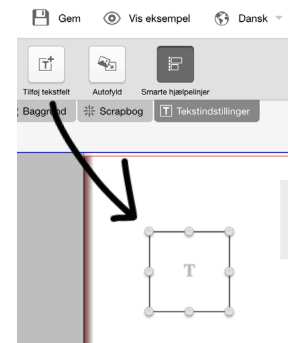 Gem Vis eksempel Dansk
Tilføj tekstfelt Autofyld Smarte hjælpelinjer
Baggrund Scrapbog T Tekstindstillinger
T